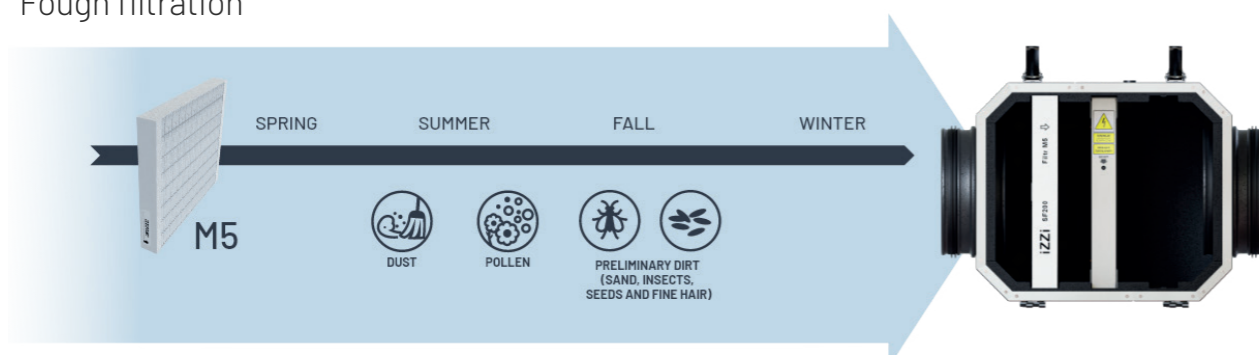 Fough filtration
SPRING
SUMMER
FALL
WINTER
M5
DUST
POLLEN
PRELIMINARY DIRT
(SAND, INSECTS,
SEEDS AND FINE HAIR)
iZZi SF200 Filtr M5